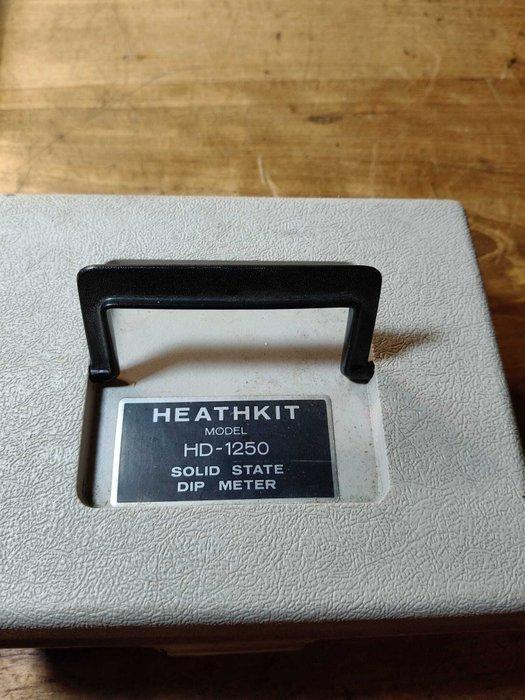 HEATHKIT
MODEL
HD-1250
SOLID STATE
DIP METER